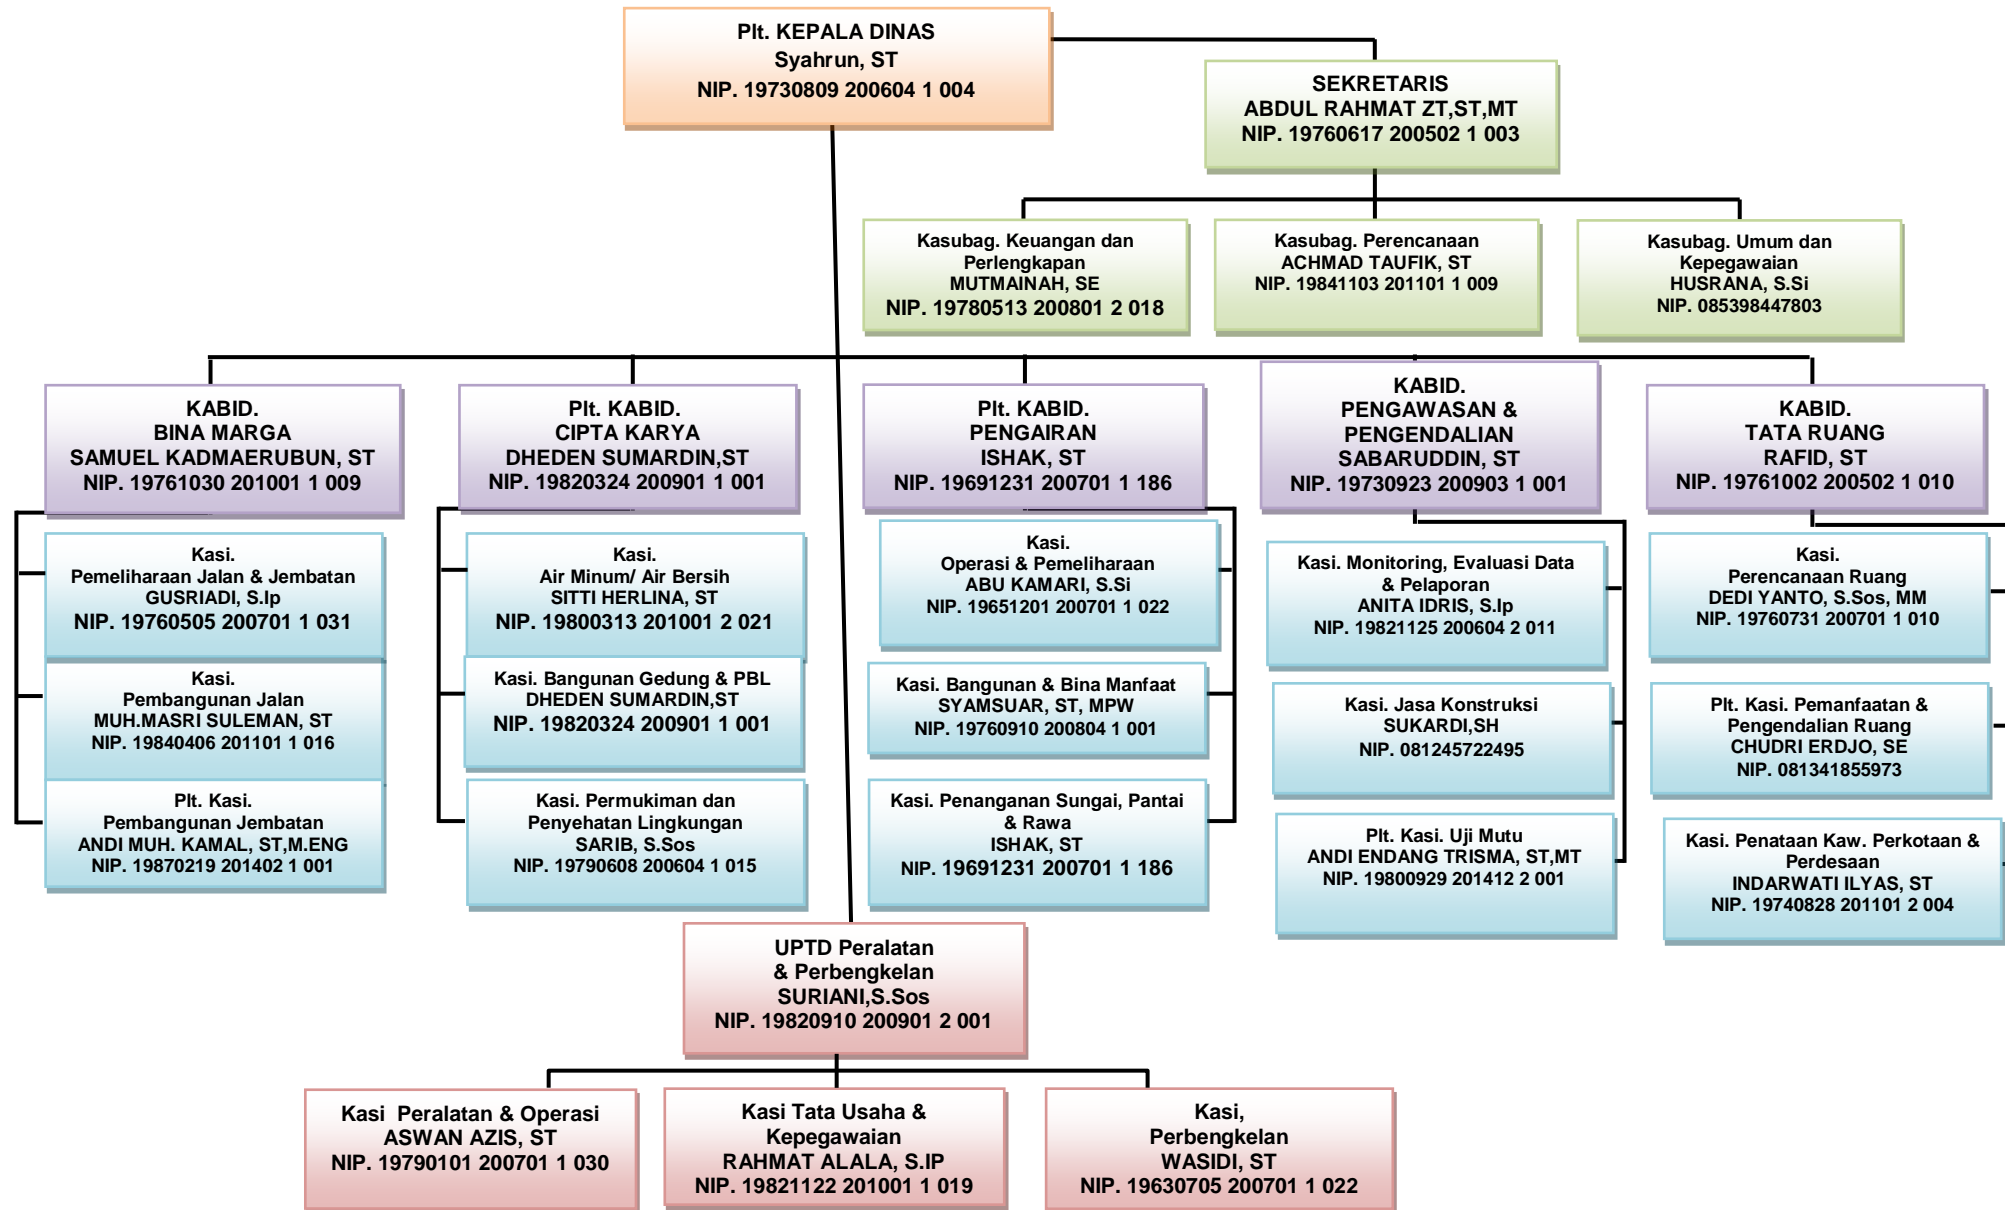 Plt. KEPALA DINAS
Syahrun, ST
NIP. 19730809 200604 1 004
SEKRETARIS
ABDUL RAHMAT ZT,ST,MT
NIP. 19760617 200502 1 003
Kasubag. Keuangan dan
Perlengkapan
MUTMAINAH, SE
NIP. 19780513 200801 2 018
Kasubag. Perencanaan
ACHMAD TAUFIK, ST
NIP. 19841103 201101 1 009
Kasubag. Umum dan
Kepegawaian
HUSRANA, S.Si
NIP. 085398447803
KABID.
BINA MARGA
SAMUEL KADMAERUBUN, ST
NIP. 19761030 201001 1 009
Plt. KABID.
CIPTA KARYA
DHEDEN SUMARDIN,ST
NIP. 19820324 200901 1 001
Plt. KABID.
PENGAIRAN
ISHAK, ST
NIP. 19691231 200701 1 186
KABID.
PENGAWASAN &
PENGENDALIAN
SABARUDDIN, ST
NIP. 19730923 200903 1 001
KABID.
TATA RUANG
RAFID, ST
NIP. 19761002 200502 1 010
Kasi.
Pemeliharaan Jalan & Jembatan
GUSRIADI, S.Ip
NIP. 19760505 200701 1 031
Kasi.
Pembangunan Jalan
MUH.MASRI SULEMAN, ST
NIP. 19840406 201101 1 016
Plt. Kasi.
Pembangunan Jembatan
ANDI MUH. KAMAL, ST,M.ENG
NIP. 19870219 201402 1 001
Kasi.
Air Minum/ Air Bersih
SITTI HERLINA, ST
NIP. 19800313 201001 2 021
Kasi. Bangunan Gedung & PBL
DHEDEN SUMARDIN,ST
NIP. 19820324 200901 1 001
Kasi. Permukiman dan
Penyehatan Lingkungan
SARIB, S.Sos
NIP. 19790608 200604 1 015
Kasi.
Operasi & Pemeliharaan
ABU KAMARI, S.Si
NIP. 19651201 200701 1 022
Kasi. Bangunan & Bina Manfaat
SYAMSUAR, ST, MPW
NIP. 19760910 200804 1 001
Kasi. Penanganan Sungai, Pantai
& Rawa
ISHAK, ST
NIP. 19691231 200701 1 186
Kasi. Monitoring, Evaluasi Data
& Pelaporan
ANITA IDRIS, S.Ip
NIP. 19821125 200604 2 011
Kasi. Jasa Konstruksi
SUKARDI,SH
NIP. 081245722495
Plt. Kasi. Uji Mutu
ANDI ENDANG TRISMA, ST,MT
NIP. 19800929 201412 2 001
Kasi.
Perencanaan Ruang
DEDI YANTO, S.Sos, MM
NIP. 19760731 200701 1 010
Plt. Kasi. Pemanfaatan &
Pengendalian Ruang
CHUDRI ERDJO, SE
NIP. 081341855973
Kasi. Penataan Kaw. Perkotaan &
Perdesaan
INDARWATI ILYAS, ST
NIP. 19740828 201101 2 004
UPTD Peralatan
& Perbengkelan
SURIANI,S.Sos
NIP. 19820910 200901 2 001
Kasi Peralatan & Operasi
ASWAN AZIS, ST
NIP. 19790101 200701 1 030
Kasi Tata Usaha &
Kepegawaian
RAHMAT ALALA, S.IP
NIP. 19821122 201001 1 019
Kasi,
Perbengkelan
WASIDI, ST
NIP. 19630705 200701 1 022